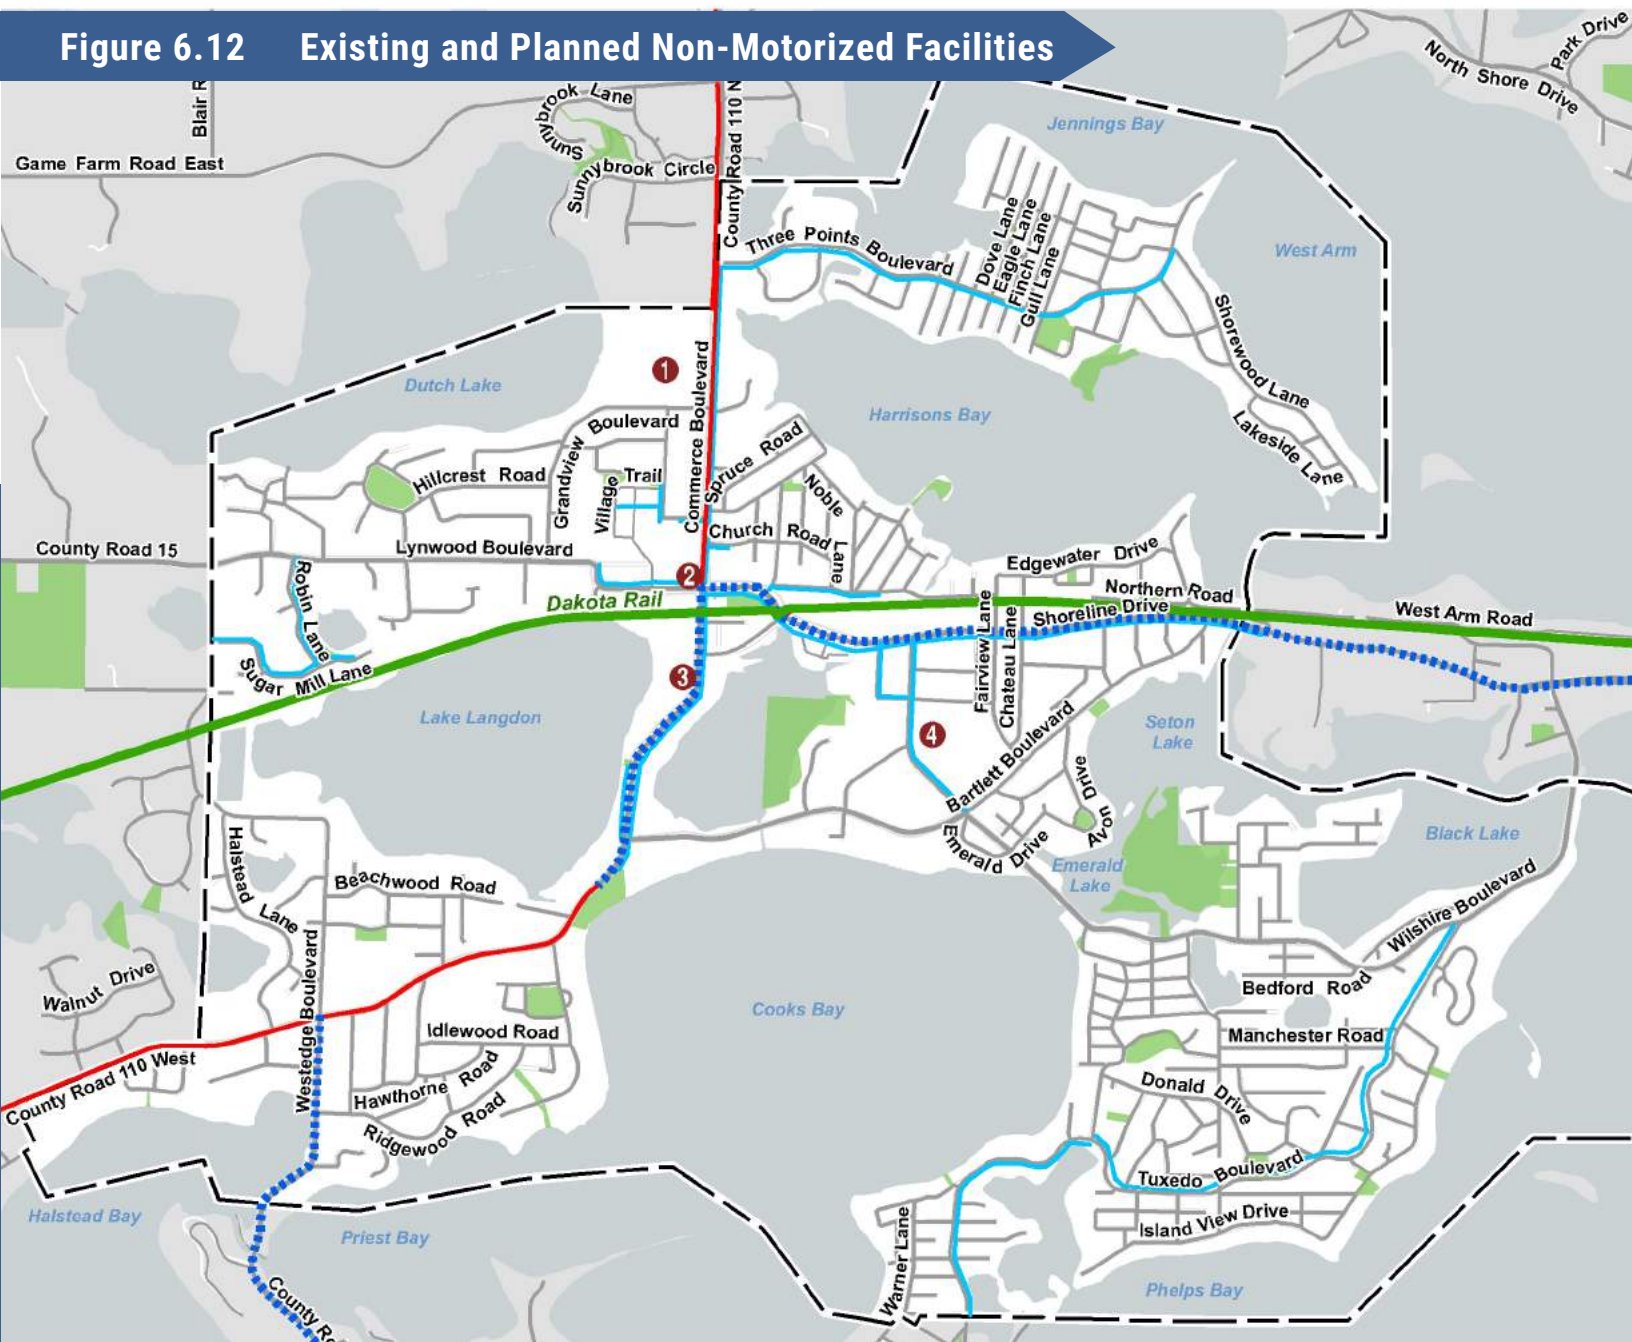 Figure 6.12 Existing and Planned Non-Motorized Facilities
Park Drive
North Shore Drive
Blair R
Sunnybrook Lane
County Road 110 N
Jennings Bay
Game Farm Road East
Sunnybrook Circle
Three Points Boulevard
Dove Lane
Eagle Lane
Finch Lane
Gull Lane
West Arm
Shorewood Lane
Lakeside Lane
1
Dutch Lake
Commerce Boulevard
Harrisons Bay
Grandview Boulevard
Hillcrest Road
Village Trail
Spruce Road
Noble Lane
Church Road
County Road 15
Lynwood Boulevard
Robin Lane
2
Dakota Rail
Edgewater Drive
Northern Road
Shoreline Drive
West Arm Road
Fairview Lane
Chateau Lane
Sugar Mill Lane
3
Lake Langdon
4
Seton
Lake
Bartlett Boulevard
Avon Drive
Emerald Drive
Emerald
Lake
Black Lake
Halstead Lane
Beachwood Road
Wilshire Boulevard
Walnut Drive
Westedge Boulevard
Bedford Road
Cooks Bay
Idlewood Road
Manchester Road
County Road 110 West
Hawthorne Road
Ridgewood Road
Donald Drive
Tuxedo Boulevard
Island View Drive
Halstead Bay
Priest Bay
Warner Lane
Phelps Bay
County Ro